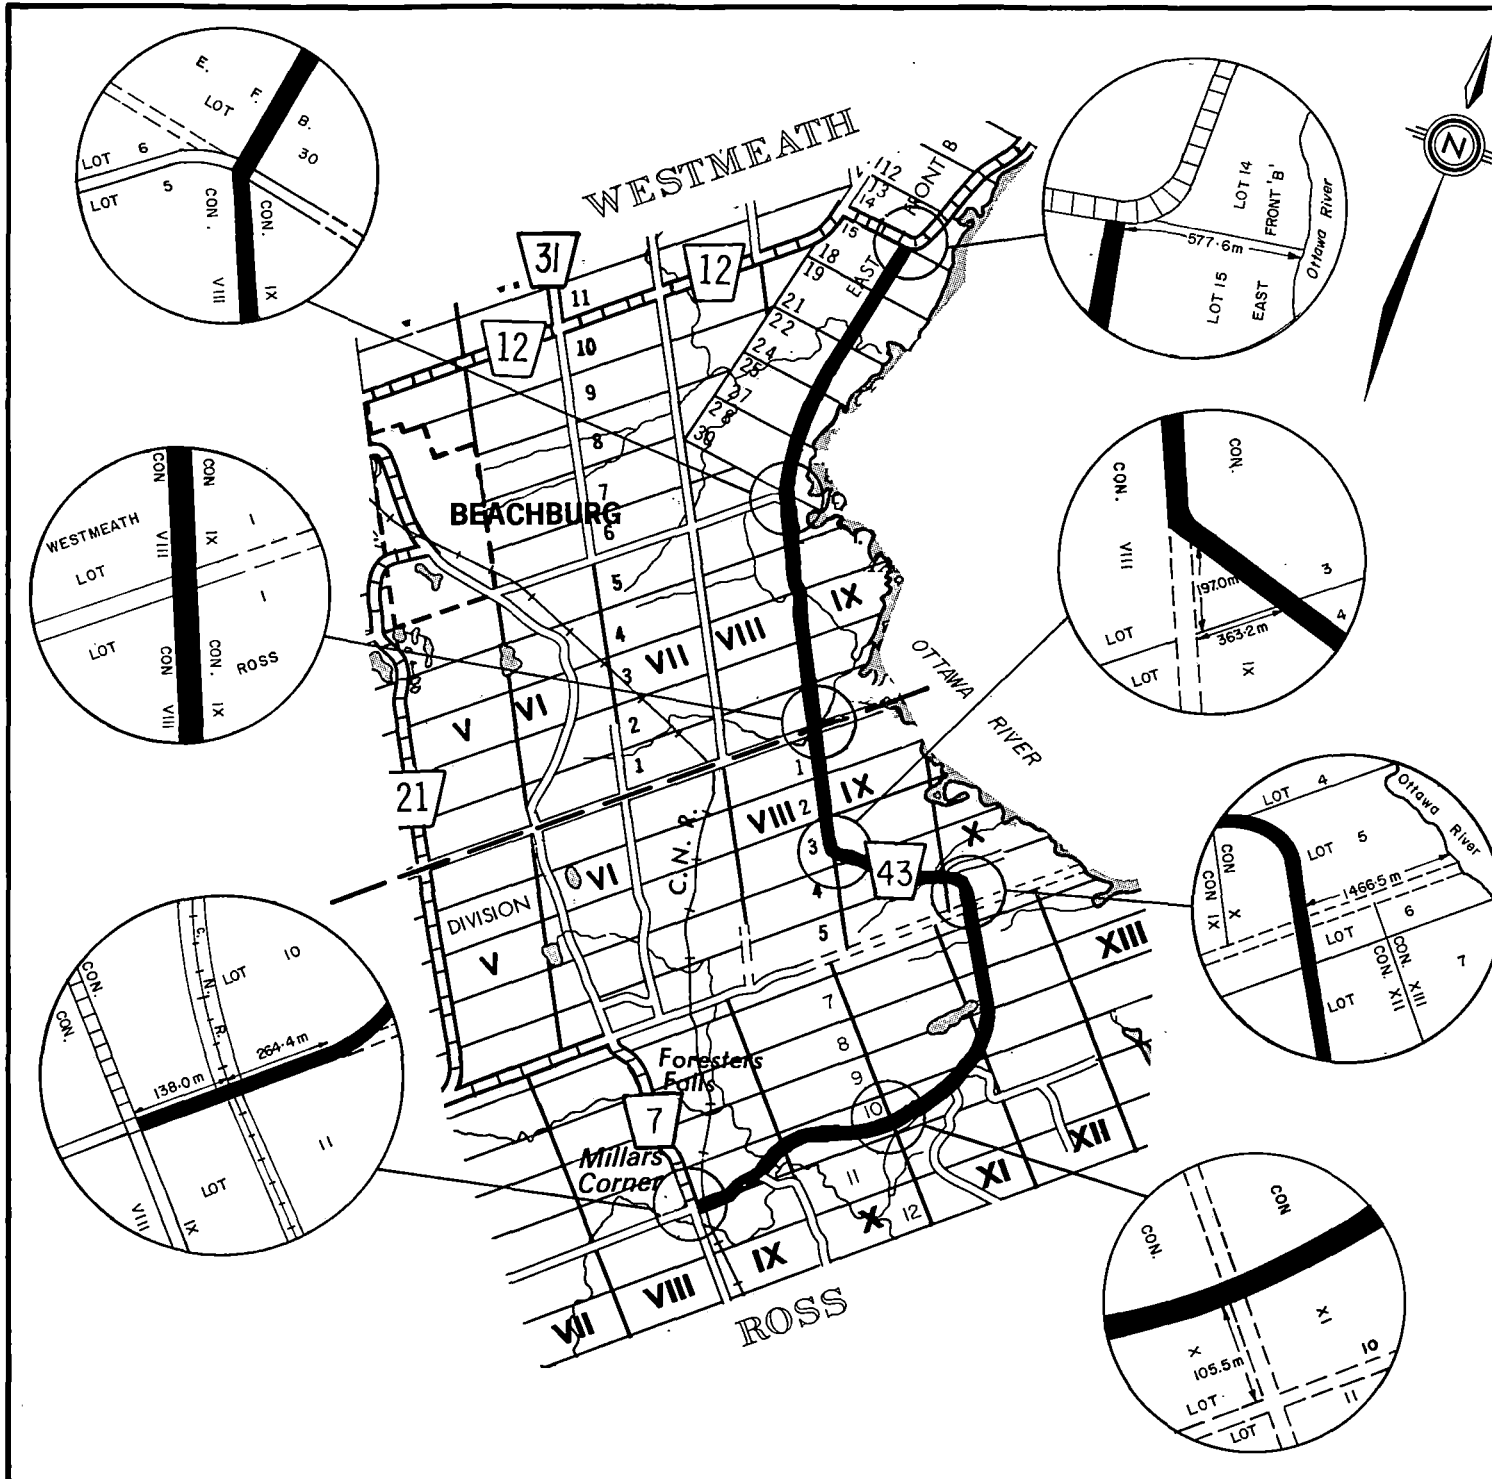 E. F. B.
LOT
30
LOT 6
LOT 5
CON. VIII
CON. IX
WESTMEATH
FRONT B
EAST
12
13
14
15
18
19
21
22
24
25
27
28
30
LOT 14
FRONT 'B'
Ottawa River
577·6m
LOT 15
EAST
N
31
12
12
11
10
9
8
7
6
5
4
3
2
1
BEACHBURG
WESTMEATH
CON VIII
CON IX
LOT 1
LOT 1
CON VIII
CON. IX
ROSS
V
VI
VII
VIII
IX
OTTAWA
RIVER
CON. VIII
CON. IX
197.0m
363·2m
3
4
LOT
LOT
21
1
2
3
4
5
VIII
IX
X
43
C.N.R.
DIVISION
V
VI
XIII
LOT 4
LOT 5
Ottawa River
1466·5 m
CON IX
CON X
LOT 6
LOT 7
CON. XII
CON. XIII
CON. VIII
CON. IX
C. N. R.
LOT 10
264·4m
138·0m
LOT 11
Foresters
Falls
7
Millars
Corner
7
8
9
10
11
12
VII
VIII
IX
X
XI
XII
ROSS
CON. X
CON XI
105.5m
LOT 10
LOT 11